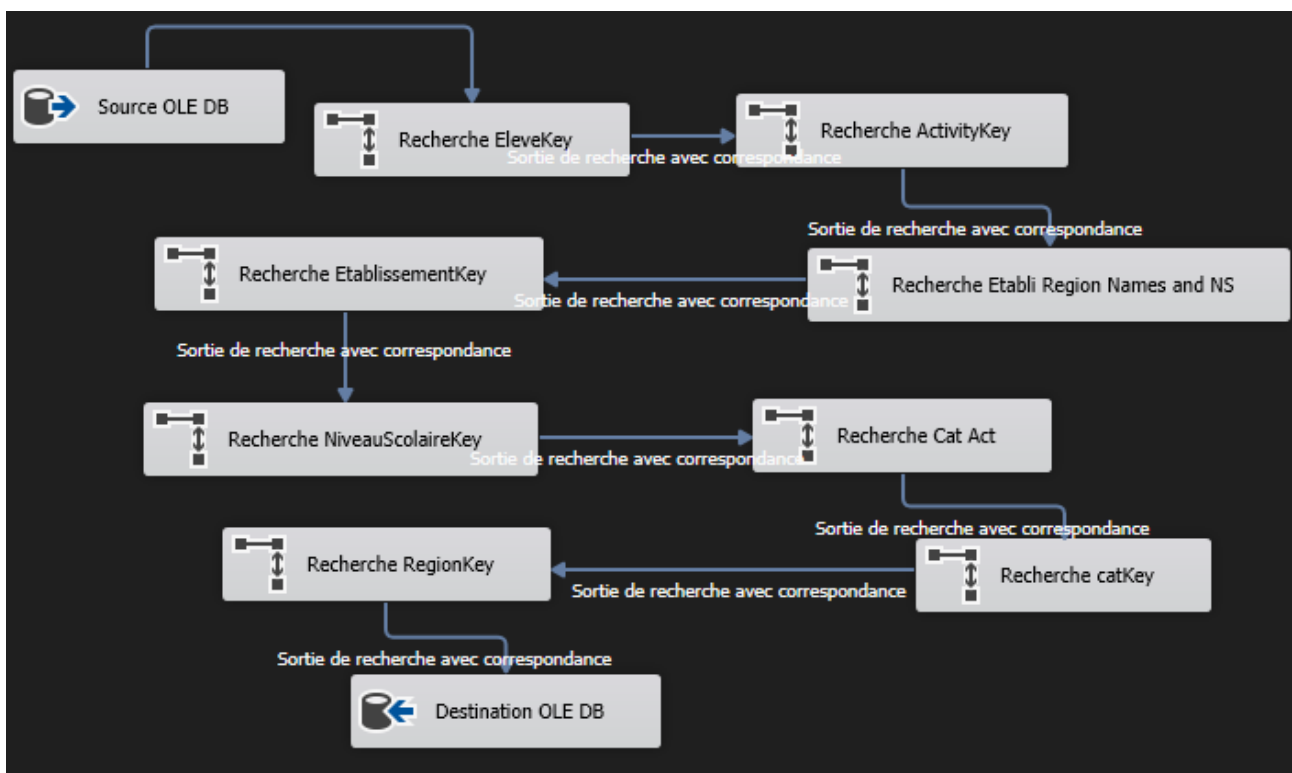 Source OLE DB
Recherche EleveKey
Sortie de recherche avec correspondance
Recherche ActivityKey
Sortie de recherche avec correspondance
Recherche Etabli Region Names and NS
Sortie de recherche avec correspondance
Recherche EtablissementKey
Sortie de recherche avec correspondance
Recherche NiveauScolaireKey
Sortie de recherche avec correspondance
Recherche Cat Act
Sortie de recherche avec correspondance
Recherche catKey
Sortie de recherche avec correspondance
Recherche RegionKey
Sortie de recherche avec correspondance
Destination OLE DB